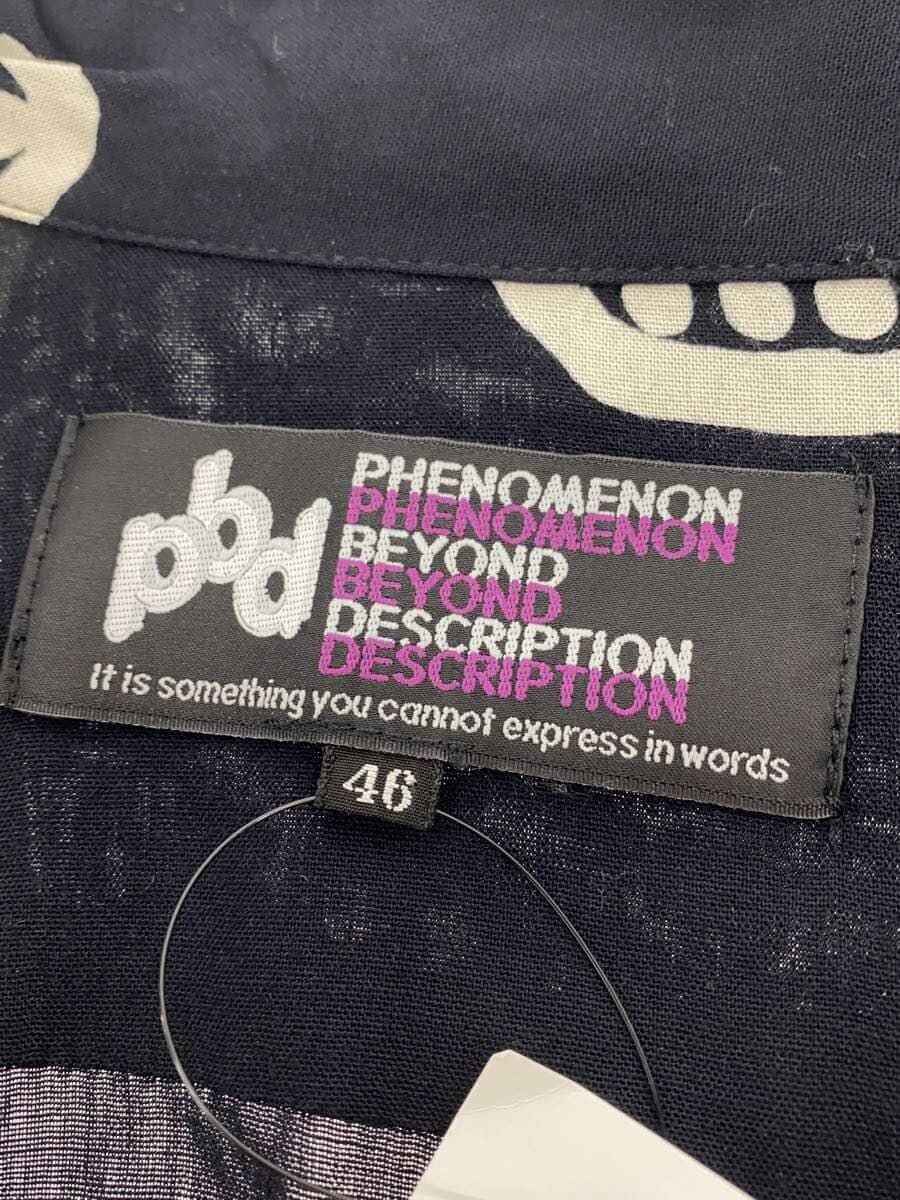 pbd
PHENOMENON
PHENOMENON
BEYOND
BEYOND
DESCRIPTION
DESCRIPTION
It is something you cannot express in words
46